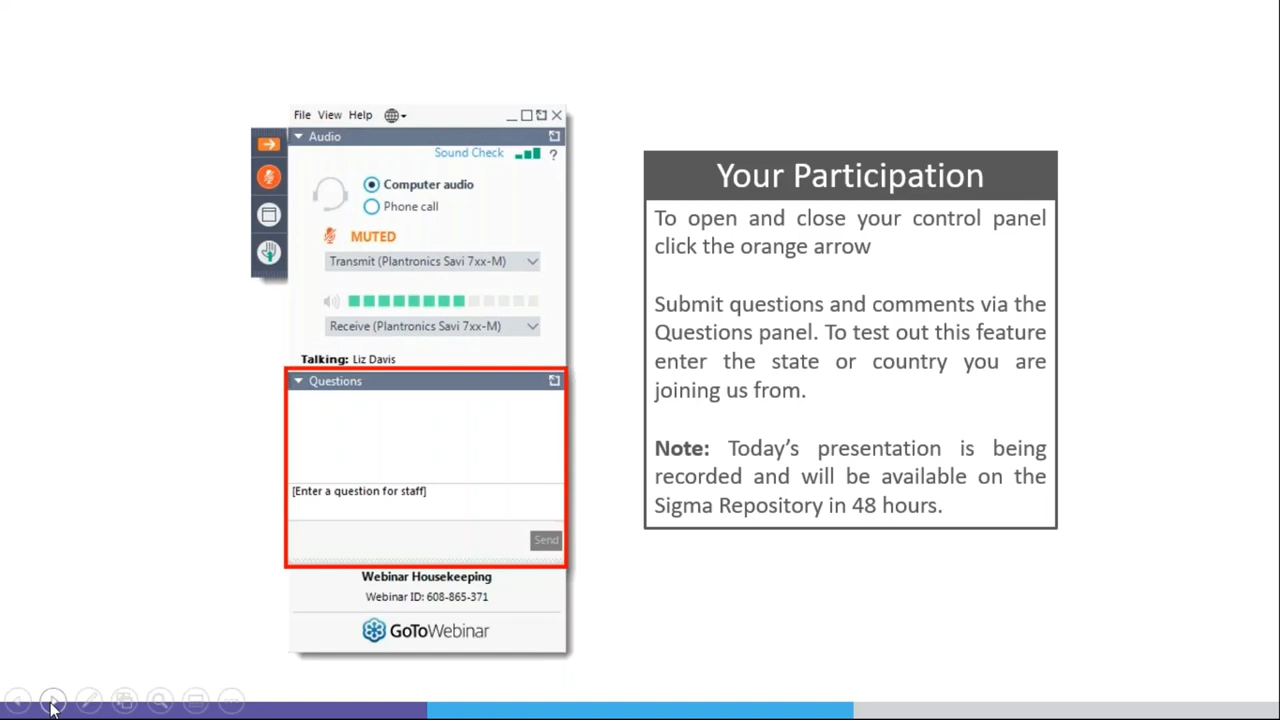 File View Help
Audio
Sound Check ?
Computer audio
Phone call
MUTED
Transmit (Plantronics Savi 7xx-M)
Receive (Plantronics Savi 7xx-M)
Talking: Liz Davis
Questions
[Enter a question for staff]
Send
Webinar Housekeeping
Webinar ID: 608-865-371
GoToWebinar
Your Participation
To open and close your control panel
click the orange arrow
Submit questions and comments via the
Questions panel. To test out this feature
enter the state or country you are
joining us from.
Note: Today's presentation is being
recorded and will be available on the
Sigma Repository in 48 hours.